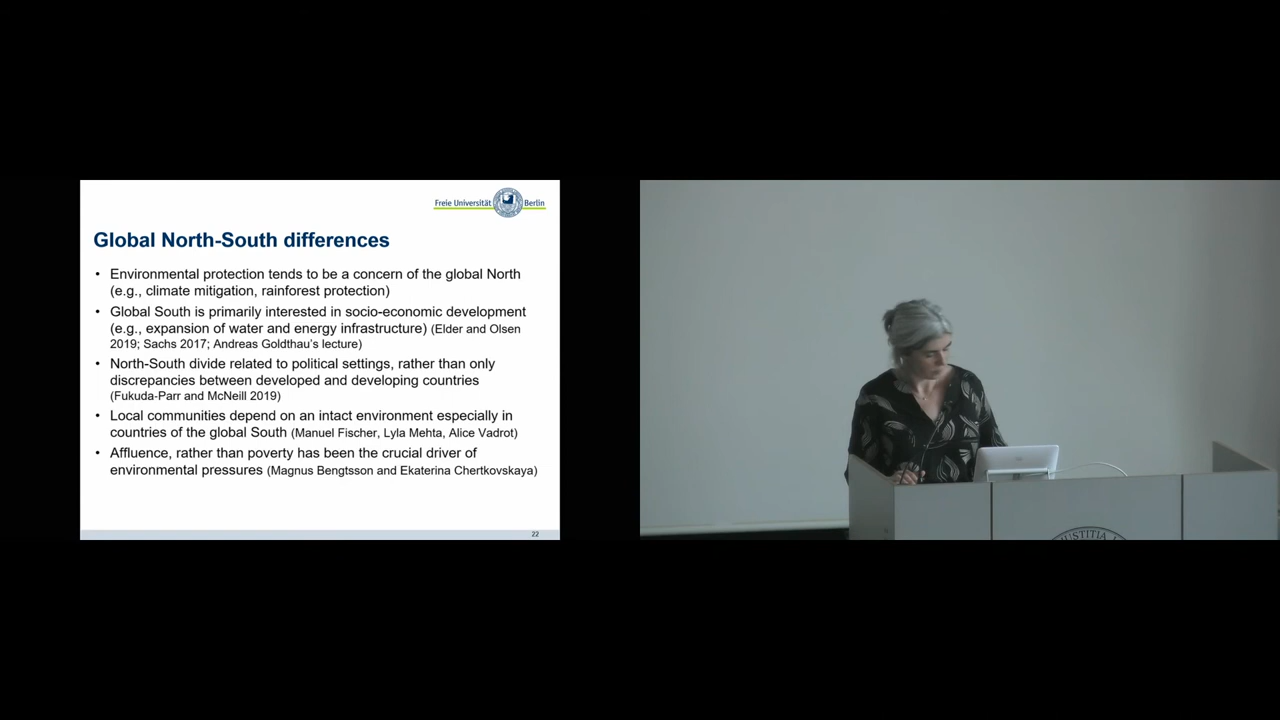 Freie Universität Berlin
Global North-South differences
• Environmental protection tends to be a concern of the global North
(e.g., climate mitigation, rainforest protection)
• Global South is primarily interested in socio-economic development
(e.g., expansion of water and energy infrastructure) (Elder and Olsen
2019; Sachs 2017; Andreas Goldthau's lecture)
• North-South divide related to political settings, rather than only
discrepancies between developed and developing countries
(Fukuda-Parr and McNeill 2019)
• Local communities depend on an intact environment especially in
countries of the global South (Manuel Fischer, Lyla Mehta, Alice Vadrot)
• Affluence, rather than poverty has been the crucial driver of
environmental pressures (Magnus Bengtsson and Ekaterina Chertkovskaya)
22